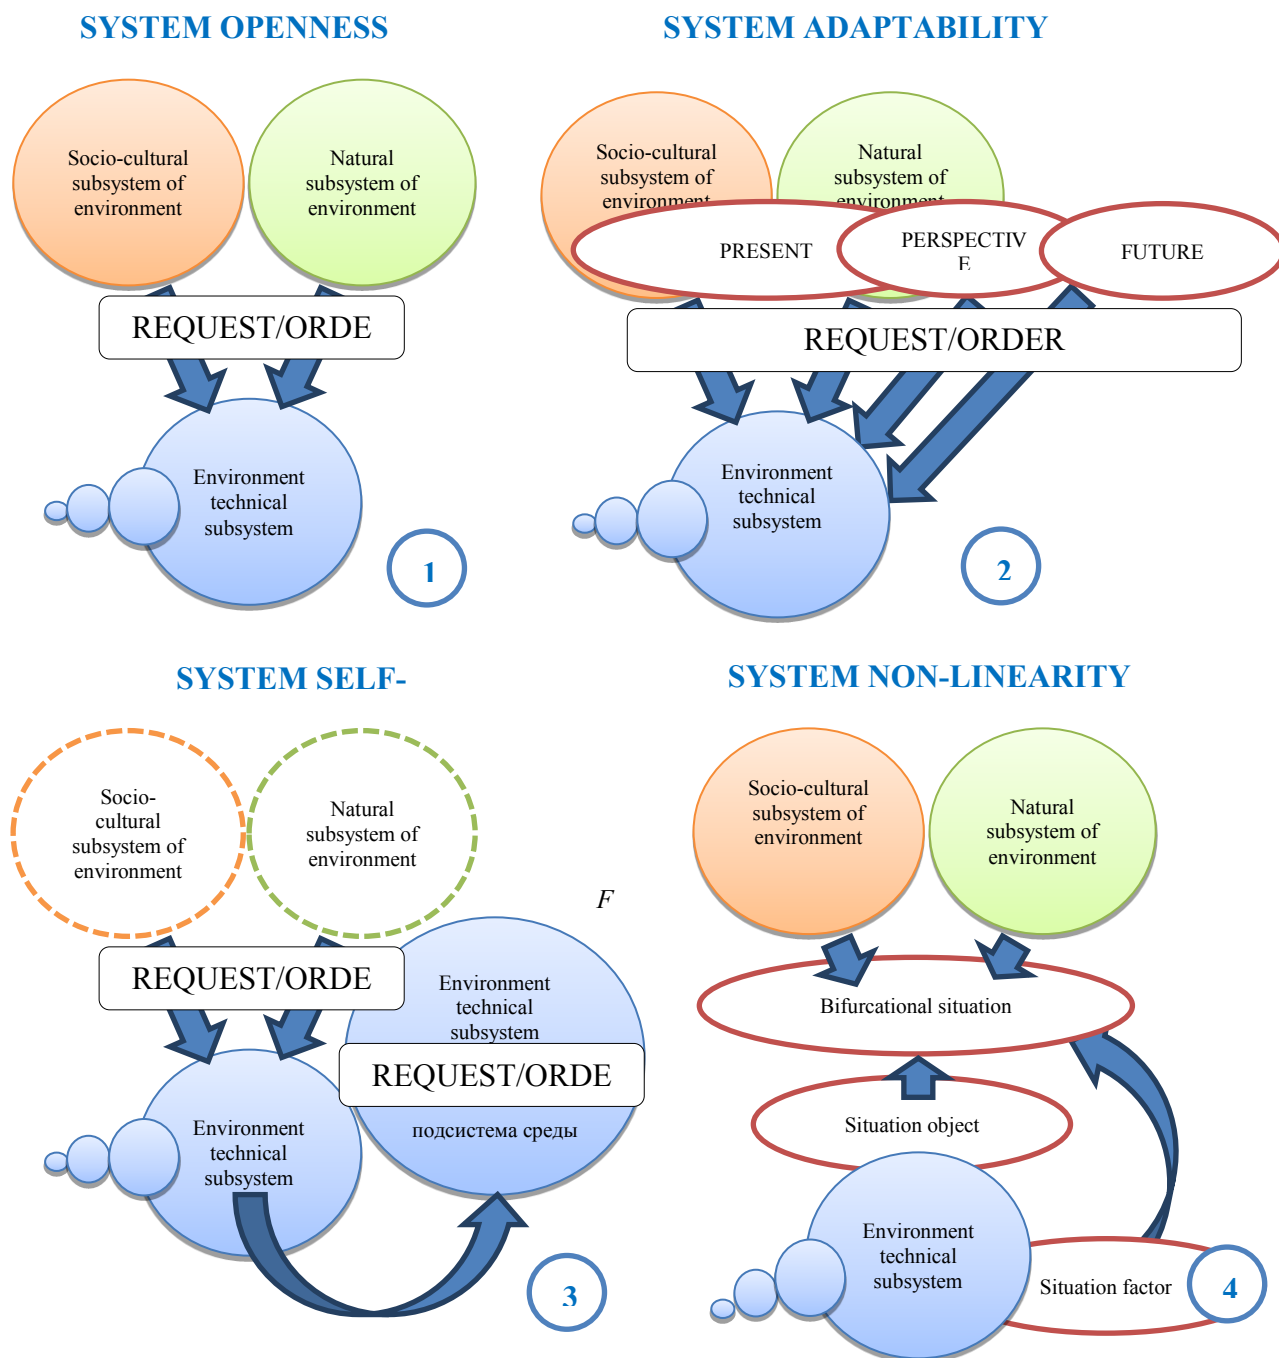 SYSTEM OPENNESS
Socio-cultural
subsystem of
environment
Natural
subsystem of
environment
REQUEST/ORDE
Environment
technical
subsystem
1
SYSTEM ADAPTABILITY
Socio-cultural
subsystem of
environment
Natural
subsystem of
environment
PRESENT
PERSPECTIV
E
FUTURE
REQUEST/ORDER
Environment
technical
subsystem
2
SYSTEM SELF-
Socio-
cultural
subsystem of
environment
Natural
subsystem of
environment
F
REQUEST/ORDE
Environment
technical
subsystem
REQUEST/ORDE
подсистема среды
Environment
technical
subsystem
3
SYSTEM NON-LINEARITY
Socio-cultural
subsystem of
environment
Natural
subsystem of
environment
Bifurcational situation
Situation object
Environment
technical
subsystem
Situation factor
4